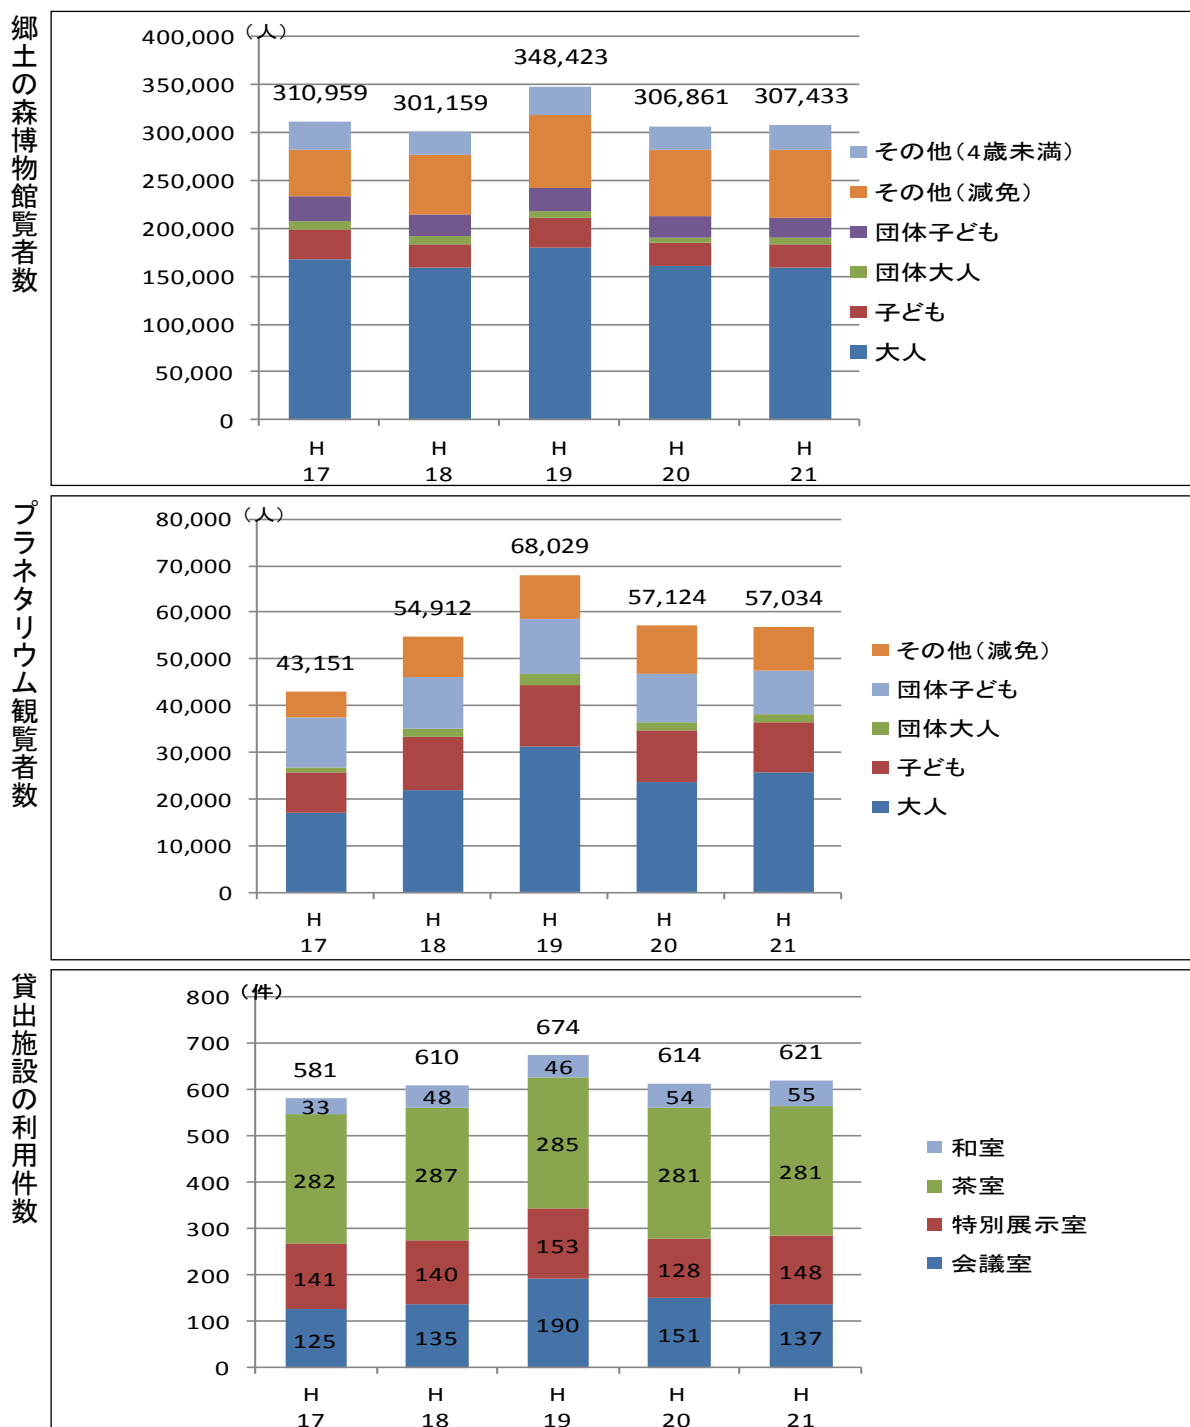 郷土の森博物館覧者数
（人）
400,000
350,000
300,000
250,000
200,000
150,000
100,000
50,000
0
310,959
301,159
348,423
306,861
307,433
H
17
H
18
H
19
H
20
H
21
その他（4歳未満）
その他（減免）
団体子ども
団体大人
子ども
大人
プラネタリウム観覧者数
（人）
80,000
70,000
60,000
50,000
40,000
30,000
20,000
10,000
0
43,151
54,912
68,029
57,124
57,034
H
17
H
18
H
19
H
20
H
21
その他（減免）
団体子ども
団体大人
子ども
大人
貸出施設の利用件数
（件）
800
700
600
500
400
300
200
100
0
581
610
674
614
621
33
48
46
54
55
282
287
285
281
281
141
140
153
128
148
125
135
190
151
137
H
17
H
18
H
19
H
20
H
21
和室
茶室
特別展示室
会議室